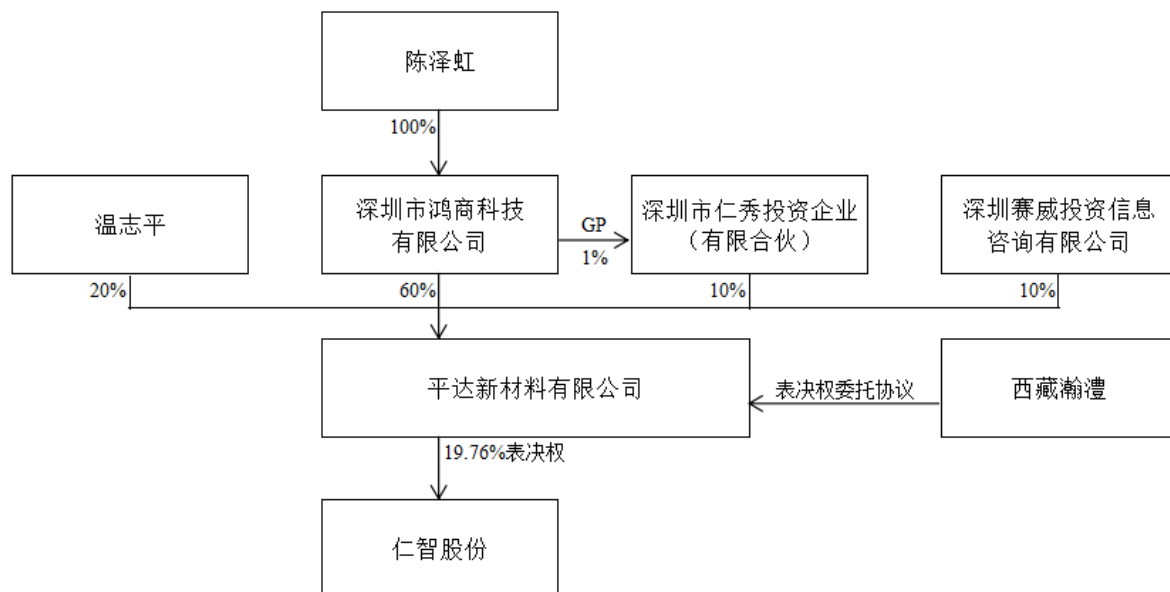 陈泽虹
100%
温志平
深圳市鸿商科技
有限公司
GP
1%
深圳市仁秀投资企业
（有限合伙）
深圳赛威投资信息
咨询有限公司
20%
60%
10%
10%
平达新材料有限公司
表决权委托协议
西藏瀚澧
19.76%表决权
仁智股份